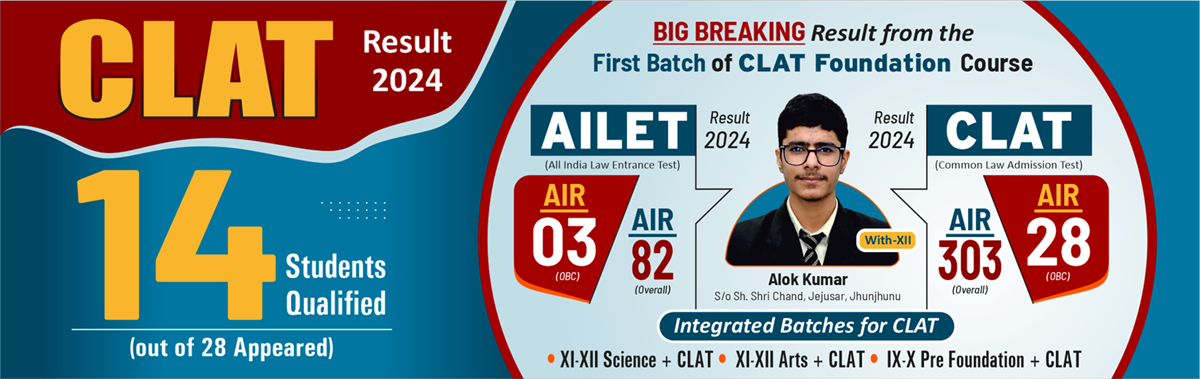 CLAT
Result
2024
14
Students
Qualified
(out of 28 Appeared)
BIG BREAKING Result from the
First Batch of CLAT Foundation Course
AILET
(All India Law Entrance Test)
Result
2024
AIR
03
(OBC)
AIR
82
(Overall)
With-XII
Alok Kumar
S/o Sh. Shri Chand, Jejusar, Jhunjhunu
Result
2024
CLAT
(Common Law Admission Test)
AIR
303
(Overall)
AIR
28
(OBC)
Integrated Batches for CLAT
• XI-XII Science + CLAT • XI-XII Arts + CLAT • IX-X Pre Foundation + CLAT